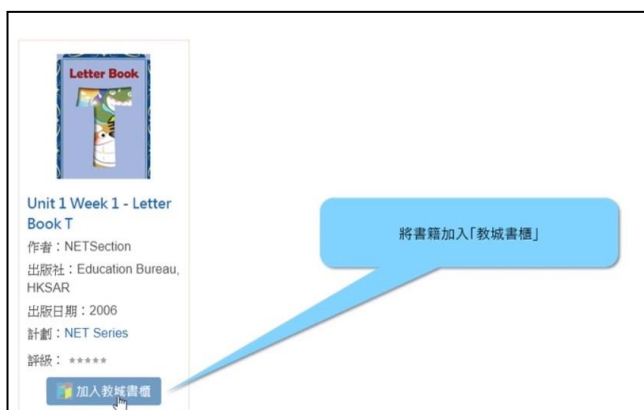 Letter Book
T
Unit 1 Week 1 - Letter
Book T
作者：NETSection
出版社：Education Bureau,
HKSAR
出版日期：2006
計劃：NET Series
評級： *****
加入教城書櫃
將書籍加入「教城書櫃」